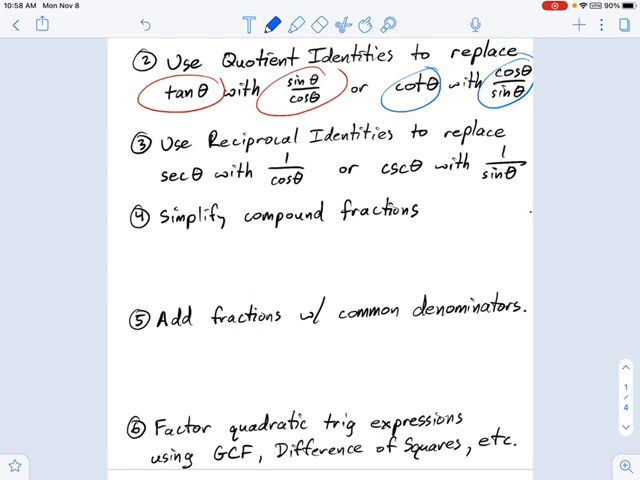 10:58 AM Mon Nov 8
90%
② Use Quotient Identities to replace
tan θ with sin θ/cos θ or cot θ with cos θ/sin θ
③ Use Reciprocal Identities to replace
sec θ with 1/cos θ or csc θ with 1/sin θ
④ Simplify compound fractions
⑤ Add fractions w/ common denominators.
⑥ Factor quadratic trig expressions
using GCF, Difference of Squares, etc.
1/4